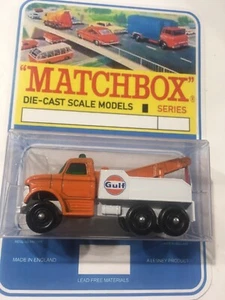 "MATCHBOX"
®
DIE-CAST SCALE MODELS
SERIES
Gulf
MADE IN ENGLAND
LEAD FREE MATERIALS